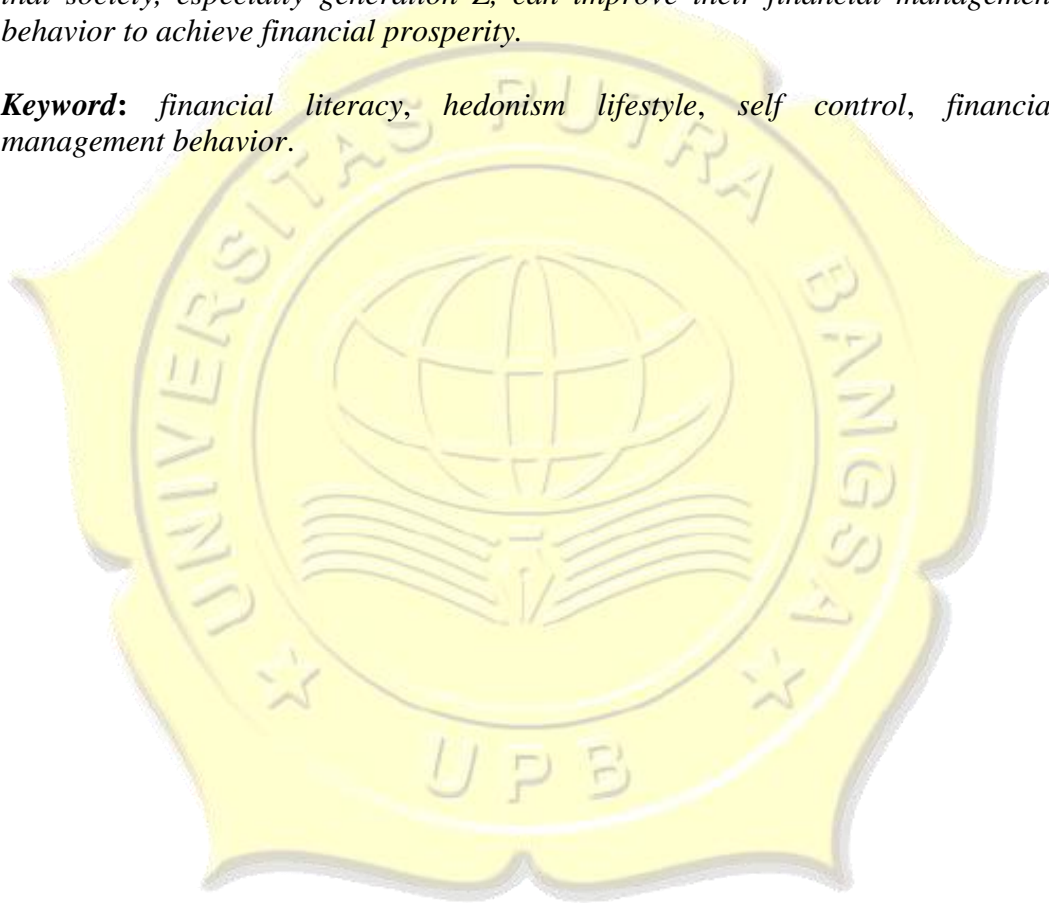 that society, especially generation Z, can improve their financial management
behavior to achieve financial prosperity.
Keyword: financial literacy, hedonism lifestyle, self control, financia
management behavior.
UNIVERSITAS PUTRA BANGSA
UPB